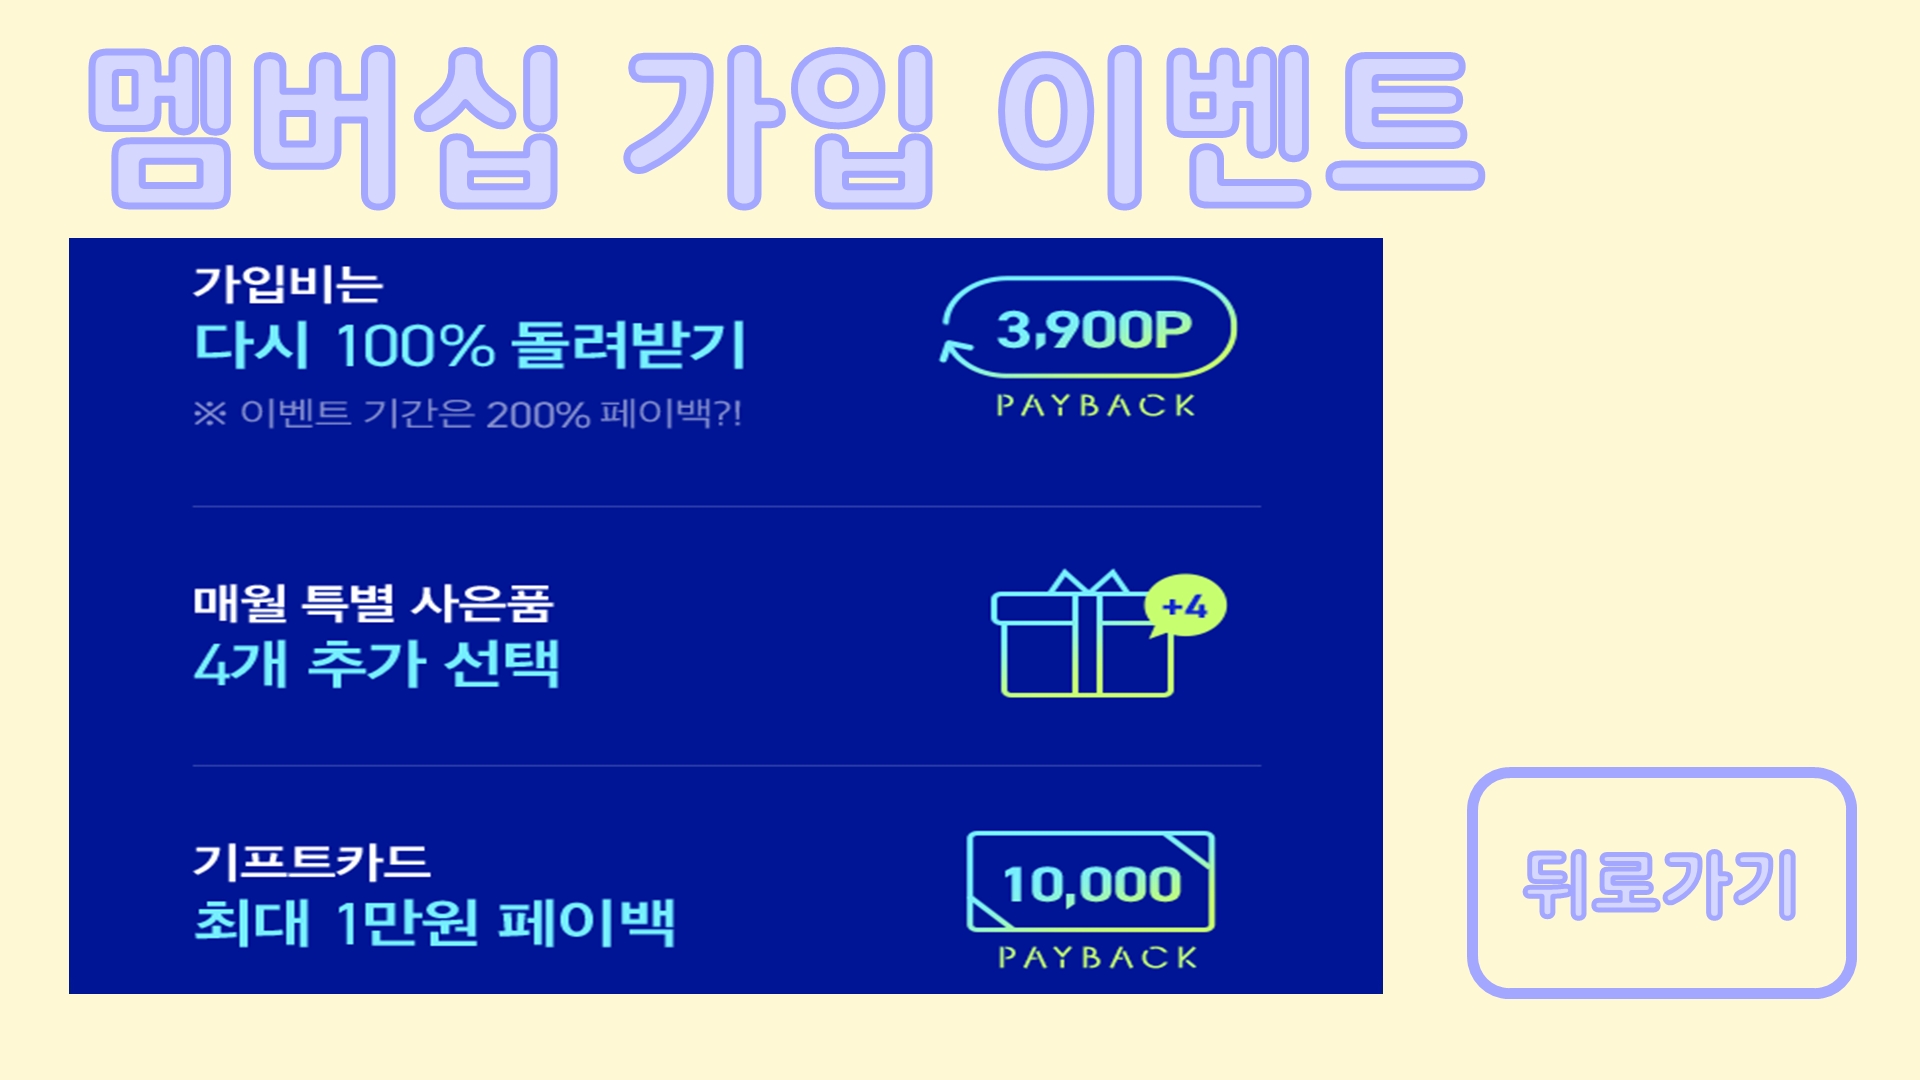 멤버십 가입 이벤트
가입비는
다시 100% 돌려받기
※ 이벤트 기간은 200% 페이백?!
3,900P
PAYBACK
매월 특별 사은품
4개 추가 선택
+4
기프트카드
최대 1만원 페이백
10,000
PAYBACK
뒤로가기